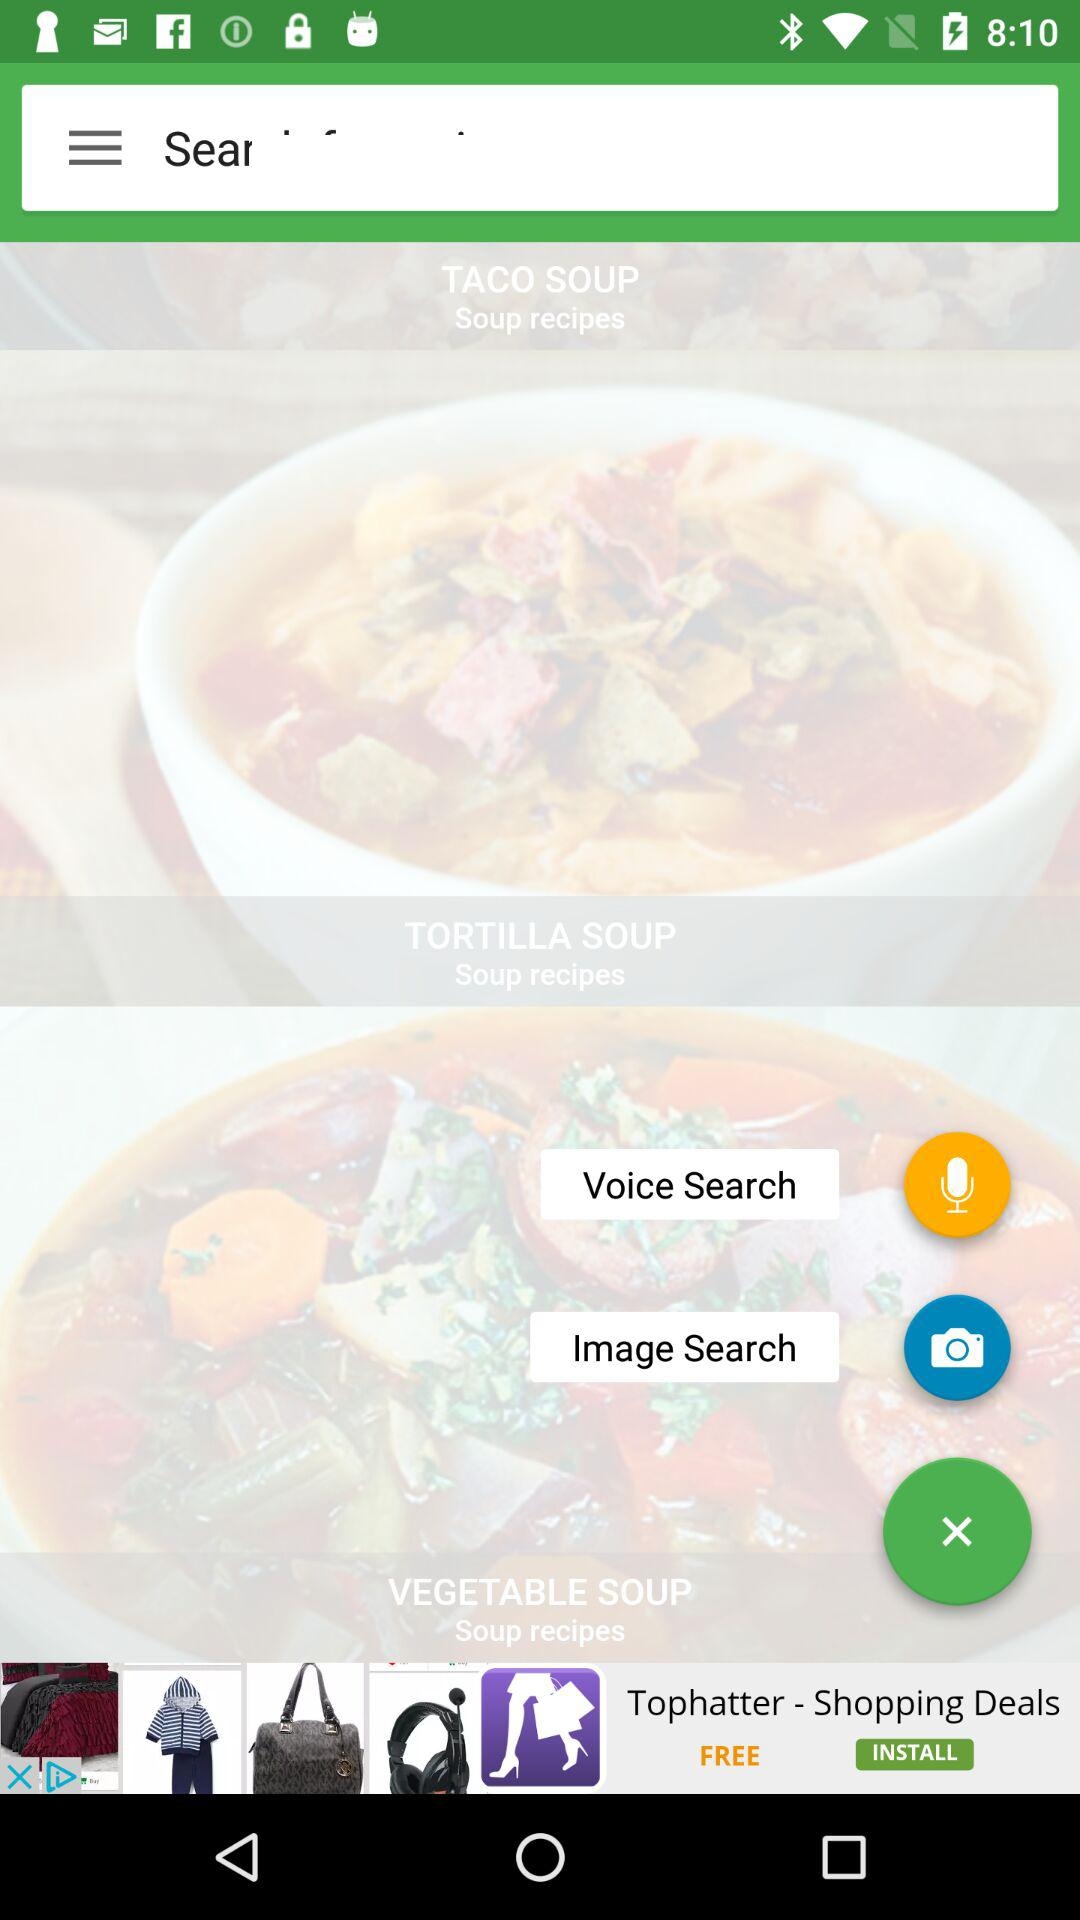 8:10
Sear
TACO SOUP
Soup recipes
TORTILLA SOUP
Soup recipes
Voice Search
Image Search
VEGETABLE SOUP
Soup recipes
Tophatter - Shopping Deals
FREE
INSTALL
Buy